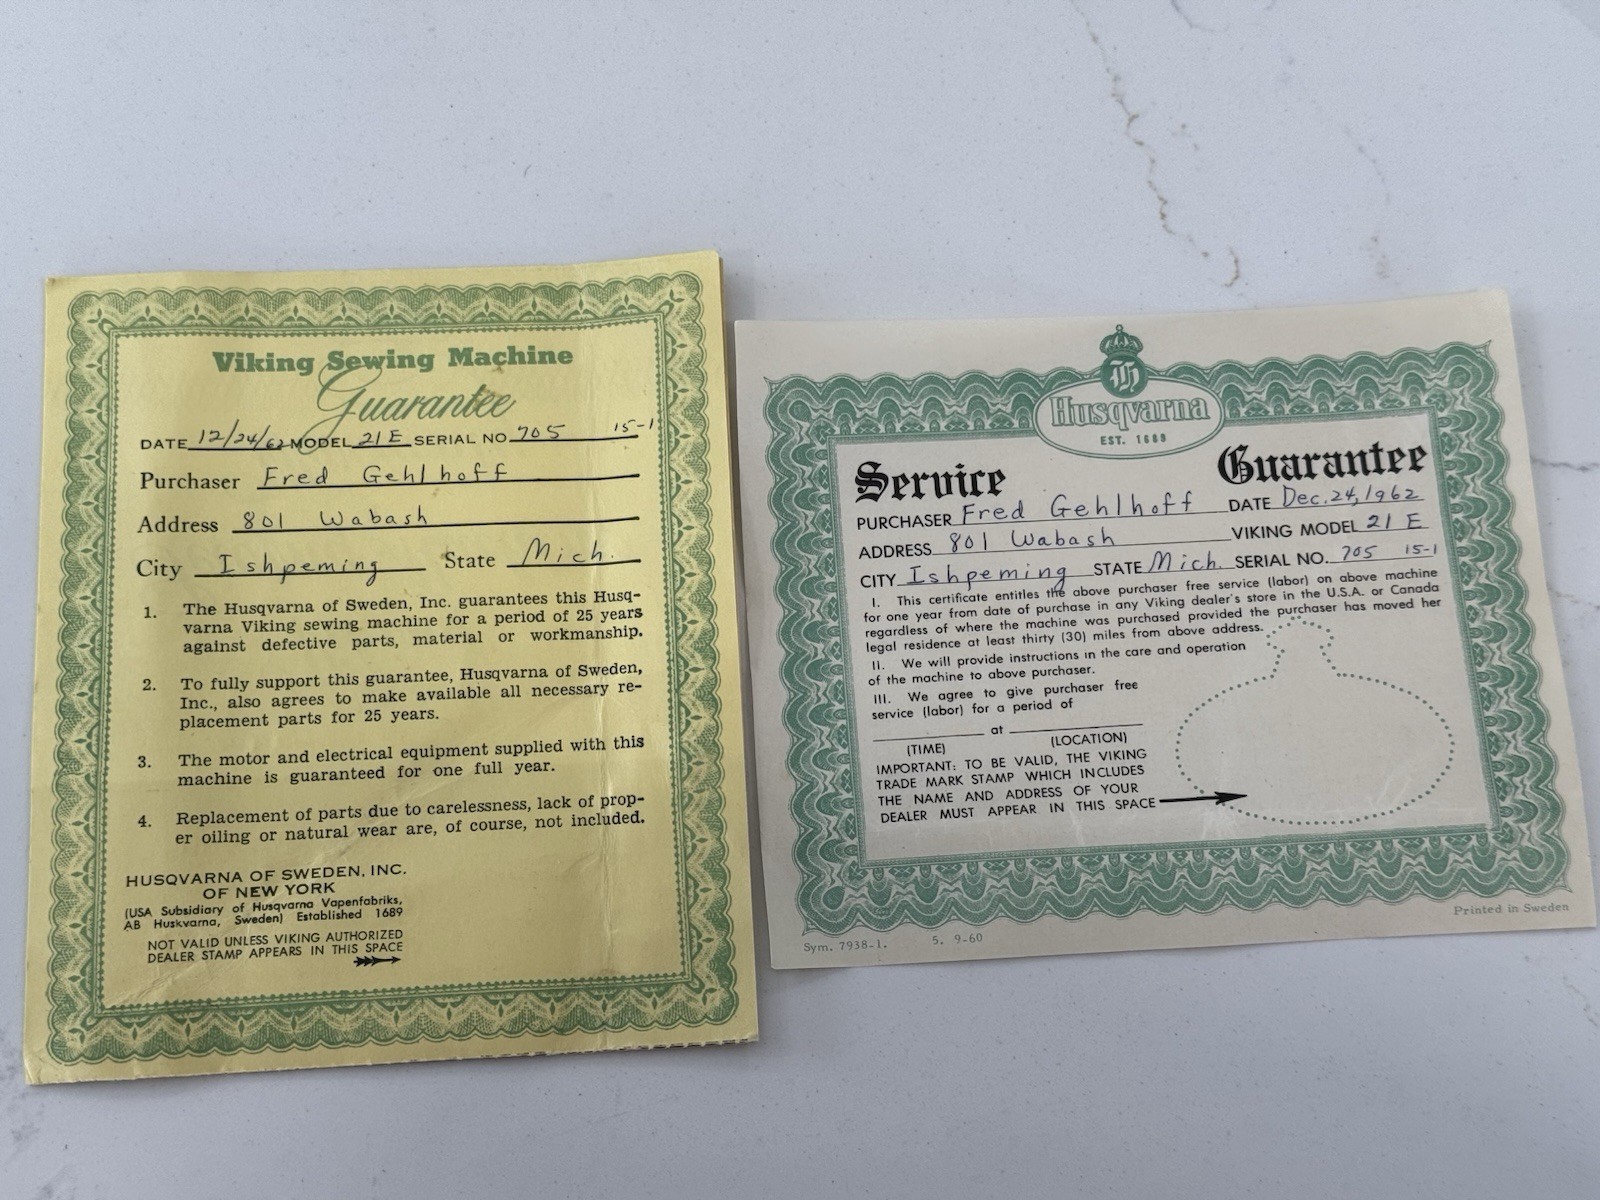 Viking Sewing Machine
Guarantee
DATE 12/24/62 MODEL 21 E SERIAL NO 705 15-1
Purchaser Fred Gehlhoff
Address 801 Wabash
City Ishpeming State Mich.
1. The Husqvarna of Sweden, Inc. guarantees this Husq-
varna Viking sewing machine for a period of 25 years
against defective parts, material or workmanship.
2. To fully support this guarantee, Husqvarna of Sweden,
Inc., also agrees to make available all necessary re-
placement parts for 25 years.
3. The motor and electrical equipment supplied with this
machine is guaranteed for one full year.
4. Replacement of parts due to carelessness, lack of prop-
er oiling or natural wear are, of course, not included.
HUSQVARNA OF SWEDEN, INC.
OF NEW YORK
(USA Subsidiary of Husqvarna Vapenfabriks,
AB Huskvarna, Sweden) Established 1689
NOT VALID UNLESS VIKING AUTHORIZED
DEALER STAMP APPEARS IN THIS SPACE
H
Husqvarna
EST. 1689
Service Guarantee
PURCHASER Fred Gehlhoff DATE Dec. 24, 1962
ADDRESS 801 Wabash VIKING MODEL 21 E
CITY Ishpeming STATE Mich. SERIAL NO. 705 15-1
I. This certificate entitles the above purchaser free service (labor) on above machine
for one year from date of purchase in any Viking dealer's store in the U.S.A. or Canada
regardless of where the machine was purchased provided the purchaser has moved her
legal residence at least thirty (30) miles from above address.
II. We will provide instructions in the care and operation
of the machine to above purchaser.
III. We agree to give purchaser free
service (labor) for a period of
at
(TIME) (LOCATION)
IMPORTANT: TO BE VALID, THE VIKING
TRADE MARK STAMP WHICH INCLUDES
THE NAME AND ADDRESS OF YOUR
DEALER MUST APPEAR IN THIS SPACE
Sym. 7938-1. 5. 9-60 Printed in Sweden